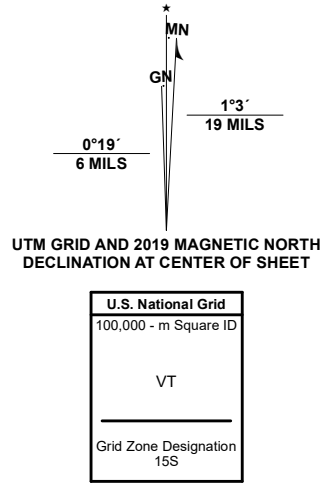 MN
GN
1°3´
19 MILS
0°19´
6 MILS
UTM GRID AND 2019 MAGNETIC NORTH
DECLINATION AT CENTER OF SHEET
U.S. National Grid
100,000 - m Square ID
VT
Grid Zone Designation
15S